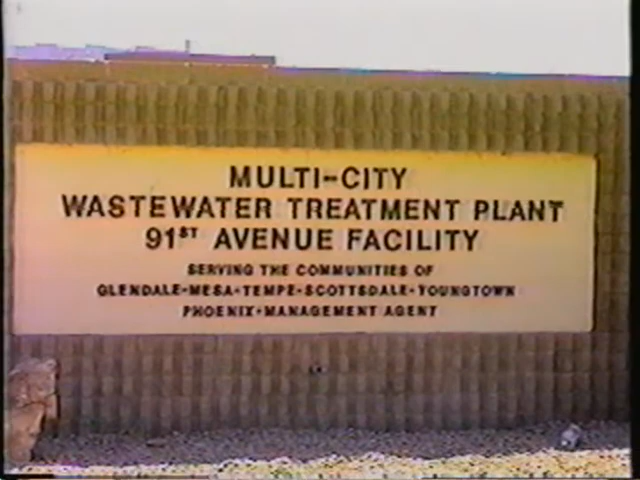 MULTI-CITY
WASTEWATER TREATMENT PLANT
91ST AVENUE FACILITY
SERVING THE COMMUNITIES OF
GLENDALE-MESA-TEMPE-SCOTTSDALE-YOUNGTOWN
PHOENIX-MANAGEMENT AGENT